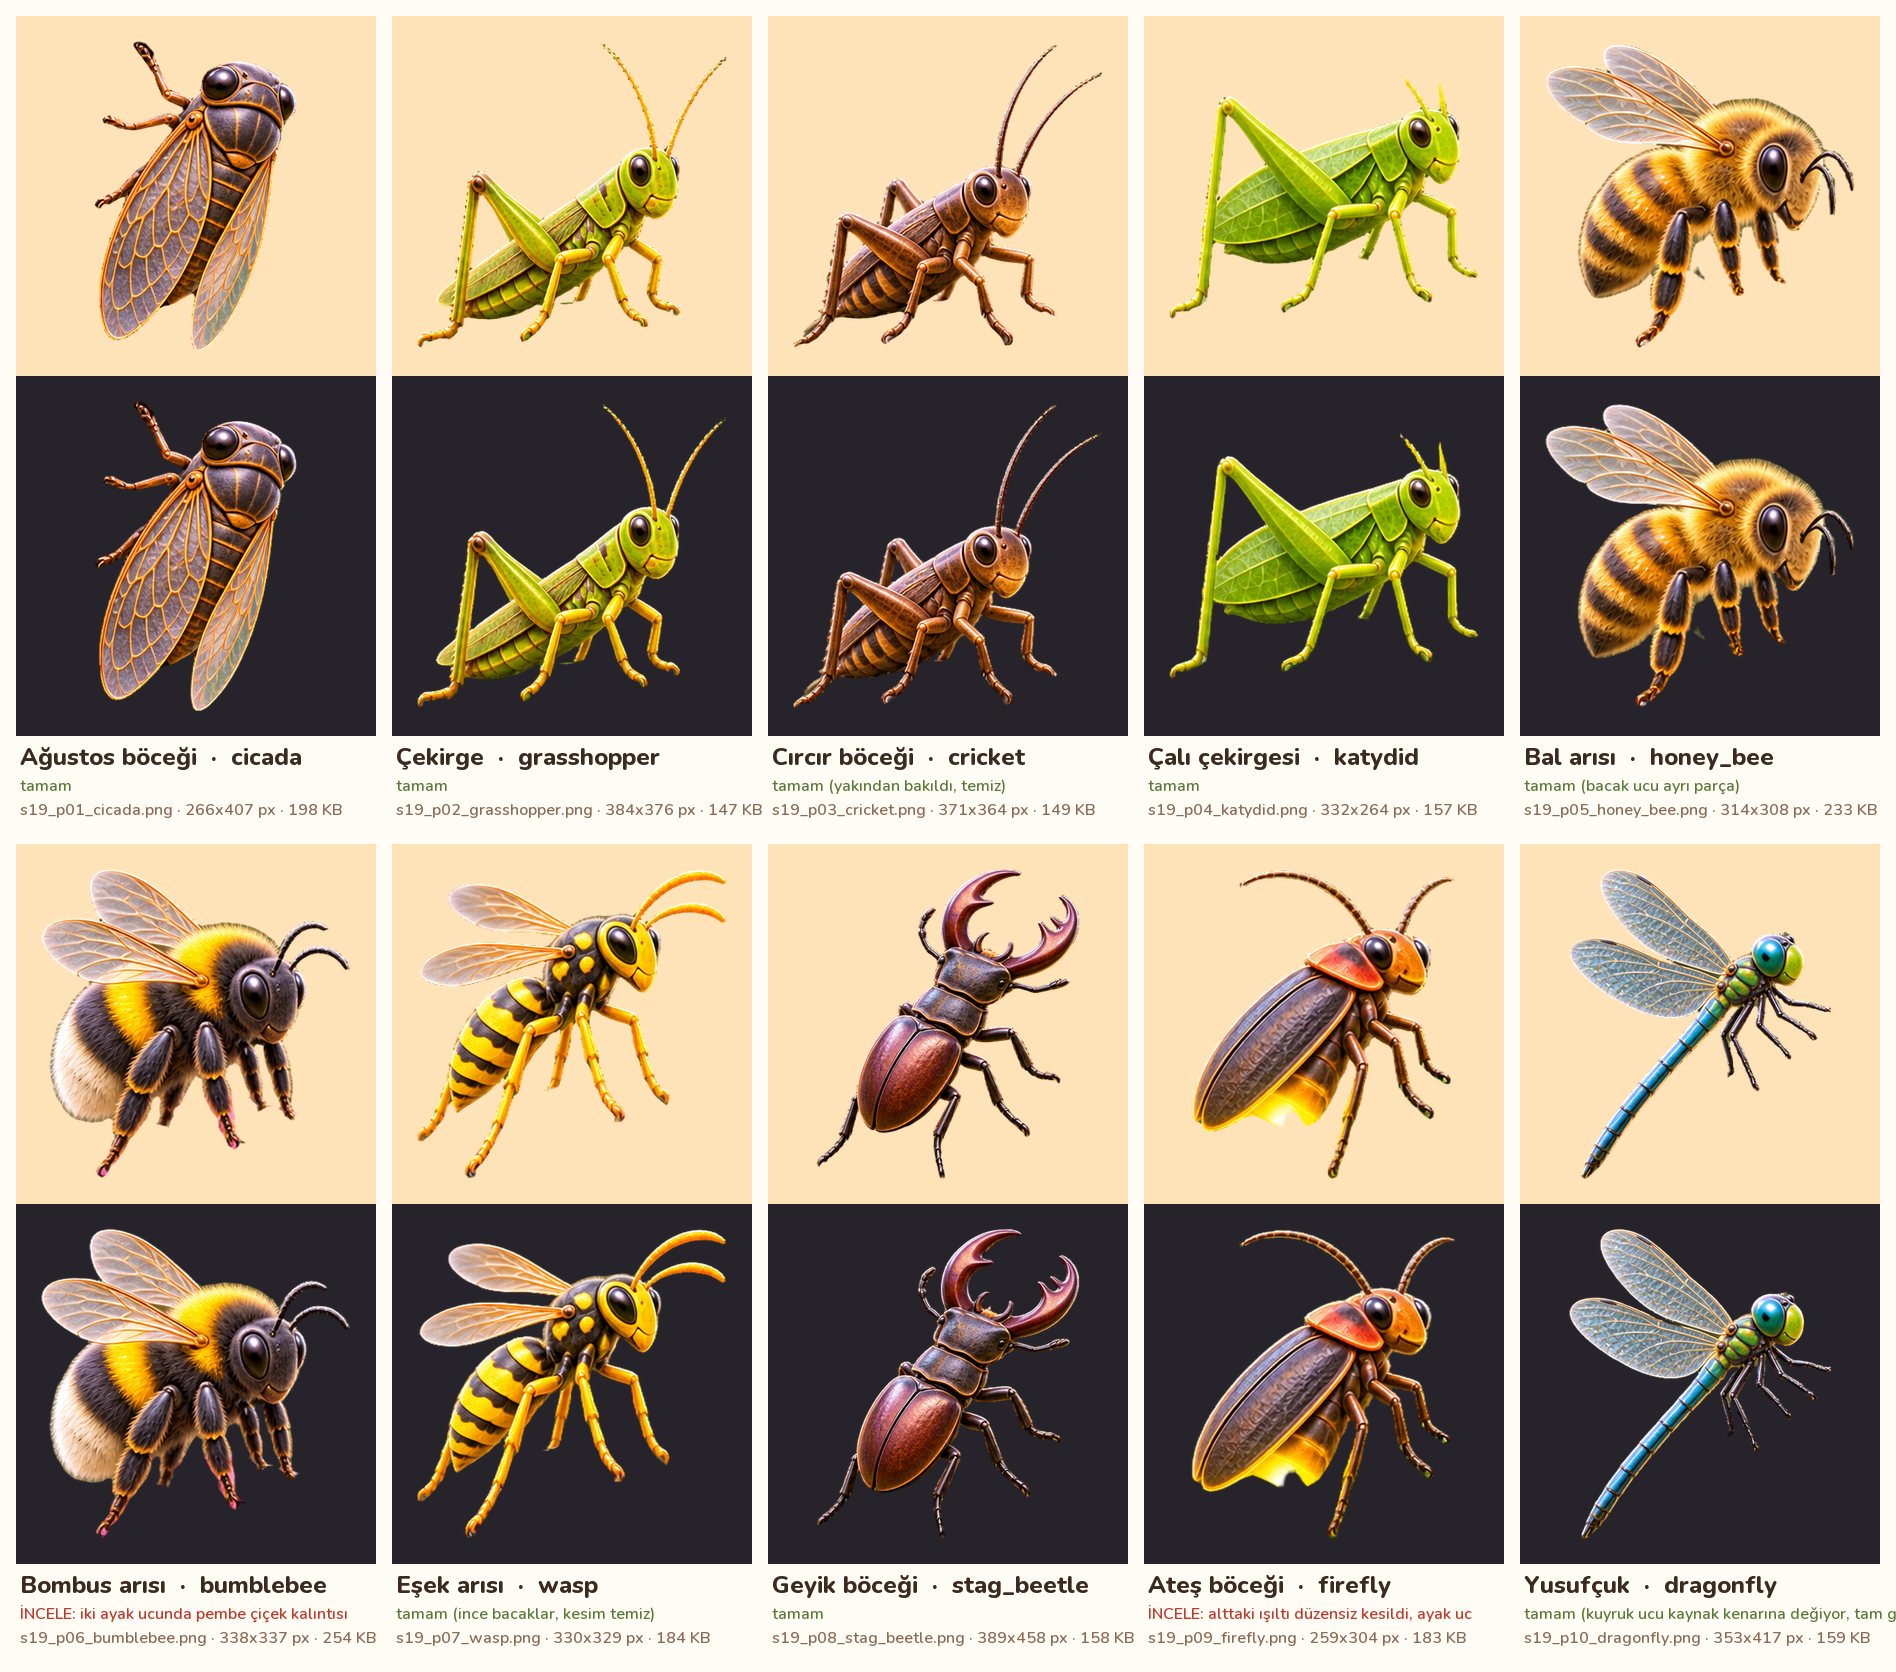 Ağustos böceği · cicada
tamam
s19_p01_cicada.png · 266x407 px · 198 KB
Çekirge · grasshopper
tamam
s19_p02_grasshopper.png · 384x376 px · 147 KB
Cırcır böceği · cricket
tamam (yakından bakıldı, temiz)
s19_p03_cricket.png · 371x364 px · 149 KB
Çalı çekirgesi · katydid
tamam
s19_p04_katydid.png · 332x264 px · 157 KB
Bal arısı · honey_bee
tamam (bacak ucu ayrı parça)
s19_p05_honey_bee.png · 314x308 px · 233 KB
Bombus arısı · bumblebee
İNCELE: iki ayak ucunda pembe çiçek kalıntısı
s19_p06_bumblebee.png · 338x337 px · 254 KB
Eşek arısı · wasp
tamam (ince bacaklar, kesim temiz)
s19_p07_wasp.png · 330x329 px · 184 KB
Geyik böceği · stag_beetle
tamam
s19_p08_stag_beetle.png · 389x458 px · 158 KB
Ateş böceği · firefly
İNCELE: alttaki ışıltı düzensiz kesildi, ayak uc
s19_p09_firefly.png · 259x304 px · 183 KB
Yusufçuk · dragonfly
tamam (kuyruk ucu kaynak kenarına değiyor, tam g
s19_p10_dragonfly.png · 353x417 px · 159 KB